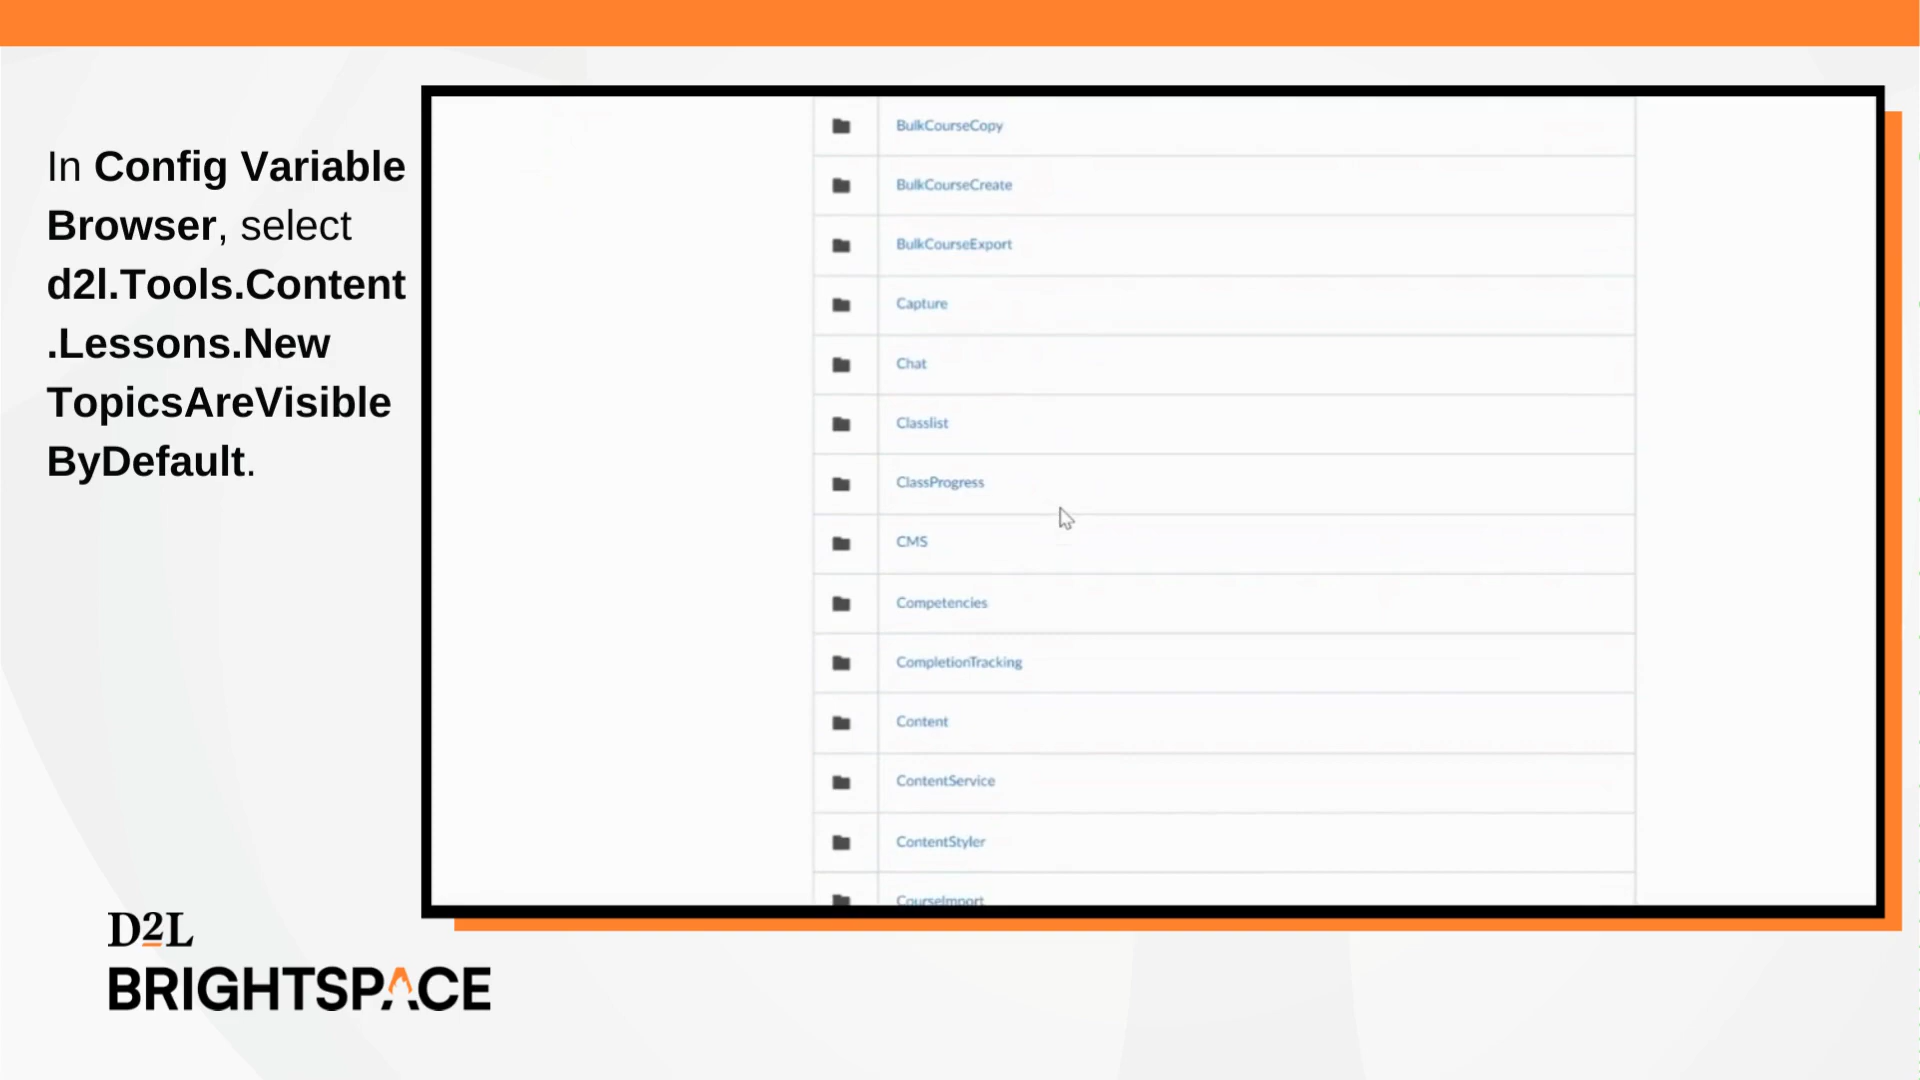 In Config Variable
Browser, select
d2l.Tools.Content
.Lessons.New
TopicsAreVisible
ByDefault.
BulkCourseCopy
BulkCourseCreate
BulkCourseExport
Capture
Chat
Classlist
ClassProgress
CMS
Competencies
CompletionTracking
Content
ContentService
ContentStyler
CourseImport
D2L
BRIGHTSPACE